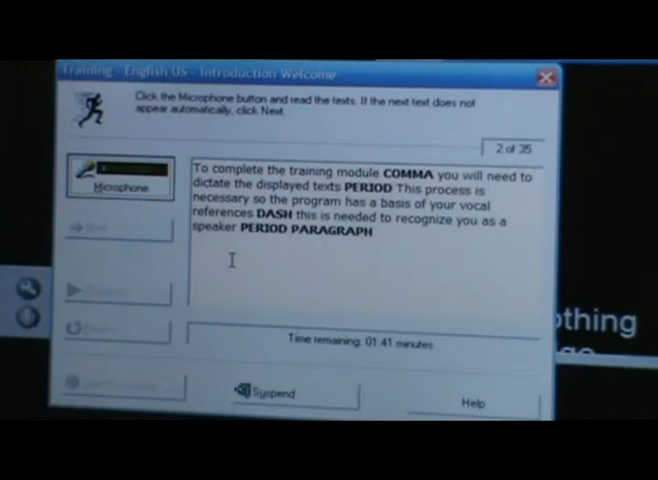 Training - English US - Introduction Welcome
Click the Microphone button and read the texts. If the next text does not
appear automatically, click Next.
2 of 35
Microphone
To complete the training module COMMA you will need to
dictate the displayed texts PERIOD This process is
necessary so the program has a basis of your vocal
references DASH this is needed to recognize you as a
speaker PERIOD PARAGRAPH
Time remaining: 01:41 minutes
Suspend
Help
othing